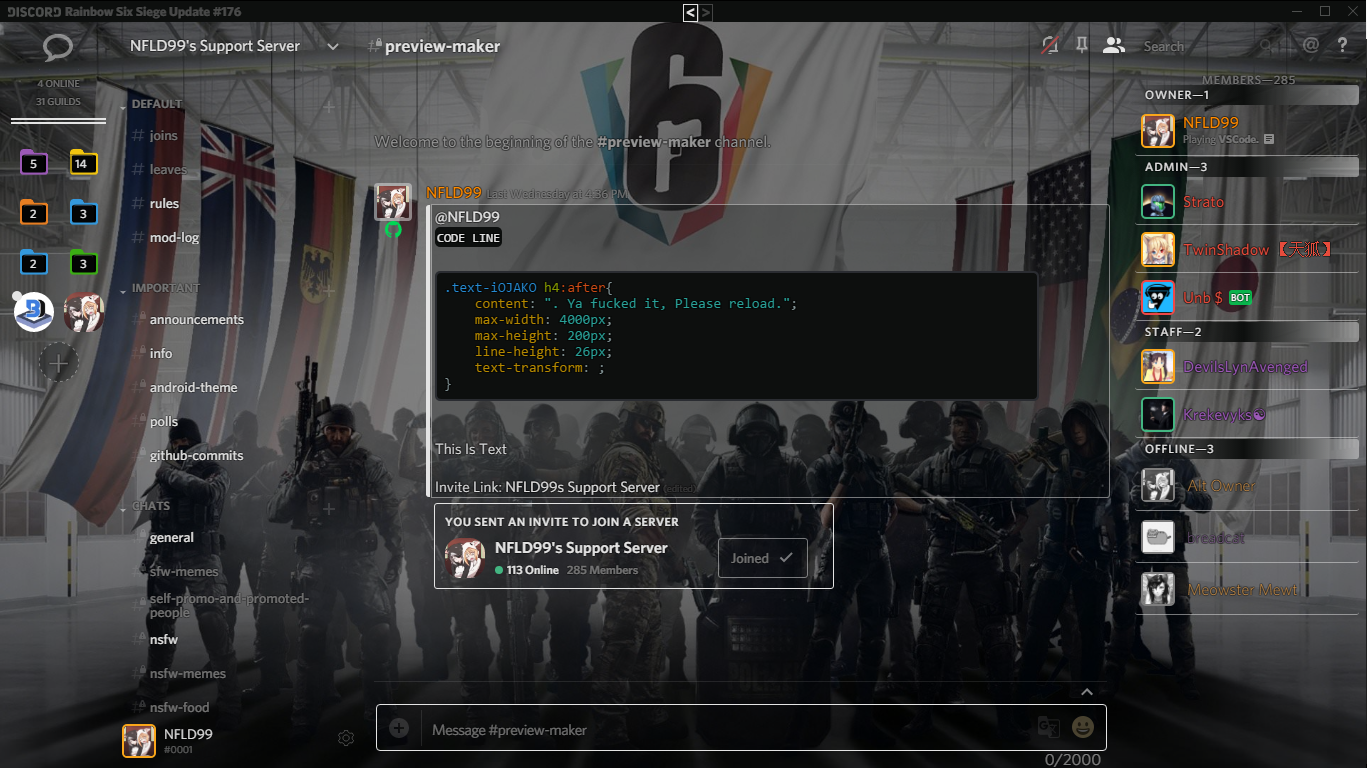 DISCORD Rainbow Six Siege Update #176
< >
NFLD99's Support Server
#preview-maker
Search
@ ?
4 ONLINE
31 GUILDS
5
14
2
3
2
3
DEFAULT
# joins
# leaves
# rules
# mod-log
IMPORTANT
announcements
info
android-theme
polls
github-commits
CHATS
general
sfw-memes
self-promo-and-promoted-
people
nsfw
nsfw-memes
nsfw-food
NFLD99
#0001
6
Welcome to the beginning of the #preview-maker channel.
NFLD99 Last Wednesday at 4:36 PM
@NFLD99
CODE LINE
.text-iOJAKO h4:after{
content: ". Ya fucked it, Please reload.";
max-width: 4000px;
max-height: 200px;
line-height: 26px;
text-transform: ;
}
This Is Text
Invite Link: NFLD99s Support Server (edited)
YOU SENT AN INVITE TO JOIN A SERVER
NFLD99's Support Server
113 Online 285 Members
Joined
Message #preview-maker
0/2000
MEMBERS—285
OWNER—1
NFLD99
Playing VSCode.
ADMIN—3
Strato
TwinShadow 【天狐】
Unb $ BOT
STAFF—2
DevilsLynAvenged
Krekevyks☯
OFFLINE—3
Alt Owner
breadcat
Meowster Mewt